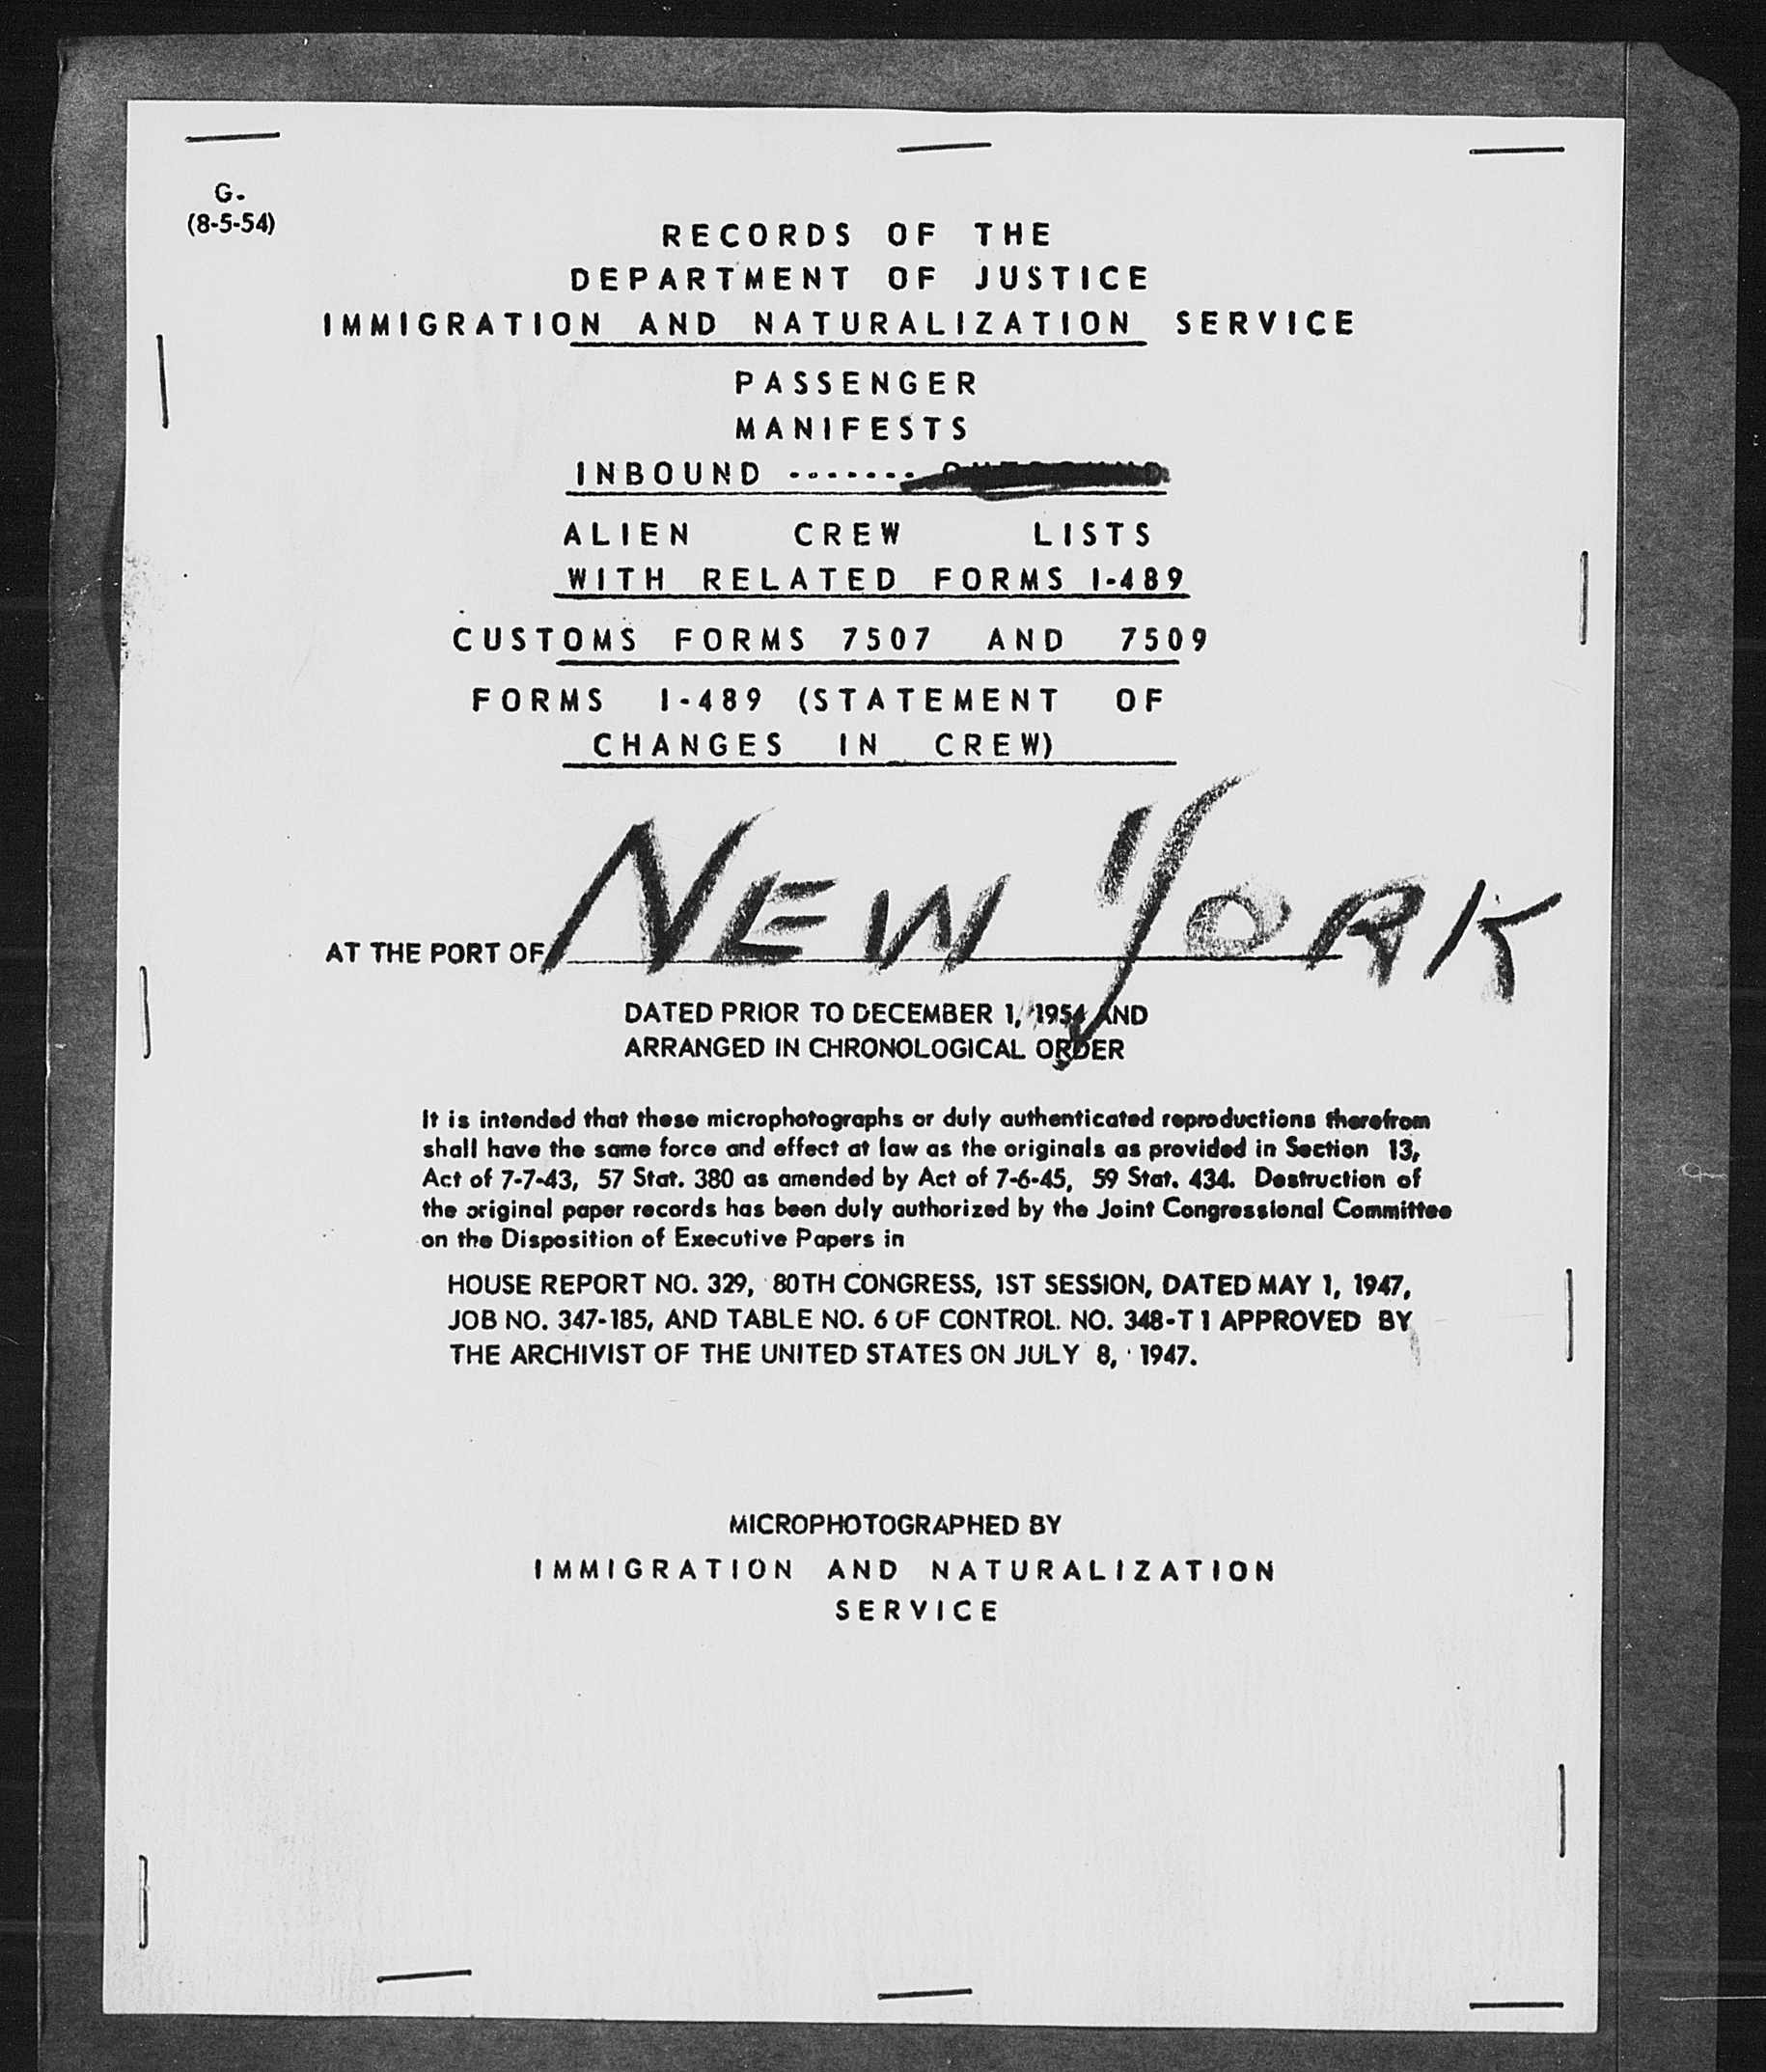 G.
(8-5-54)
RECORDS OF THE
DEPARTMENT OF JUSTICE
IMMIGRATION AND NATURALIZATION SERVICE
PASSENGER
MANIFESTS
INBOUND -------
ALIEN CREW LISTS
WITH RELATED FORMS I-489
CUSTOMS FORMS 7507 AND 7509
FORMS I-489 (STATEMENT OF
CHANGES IN CREW)
AT THE PORT OF NEW YORK
DATED PRIOR TO DECEMBER 1, 1954 AND
ARRANGED IN CHRONOLOGICAL ORDER
It is intended that these microphotographs or duly authenticated reproductions therefrom
shall have the same force and effect at law as the originals as provided in Section 13,
Act of 7-7-43, 57 Stat. 380 as amended by Act of 7-6-45, 59 Stat. 434. Destruction of
the original paper records has been duly authorized by the Joint Congressional Committee
on the Disposition of Executive Papers in
HOUSE REPORT NO. 329, 80TH CONGRESS, 1ST SESSION, DATED MAY 1, 1947,
JOB NO. 347-185, AND TABLE NO. 6 OF CONTROL NO. 348-T1 APPROVED BY
THE ARCHIVIST OF THE UNITED STATES ON JULY 8, 1947.
MICROPHOTOGRAPHED BY
IMMIGRATION AND NATURALIZATION
SERVICE